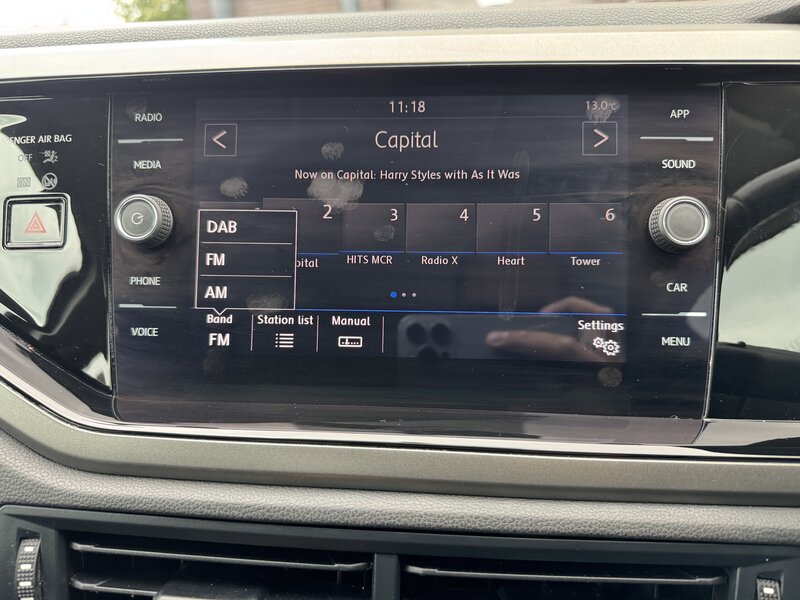 11:18
13.0°C
RADIO
APP
ENGER AIR BAG
OFF
Capital
MEDIA
SOUND
Now on Capital: Harry Styles with As It Was
2
3
4
5
6
DAB
FM
AM
pital
HITS MCR
Radio X
Heart
Tower
PHONE
CAR
Band
FM
Station list
Manual
Settings
VOICE
MENU